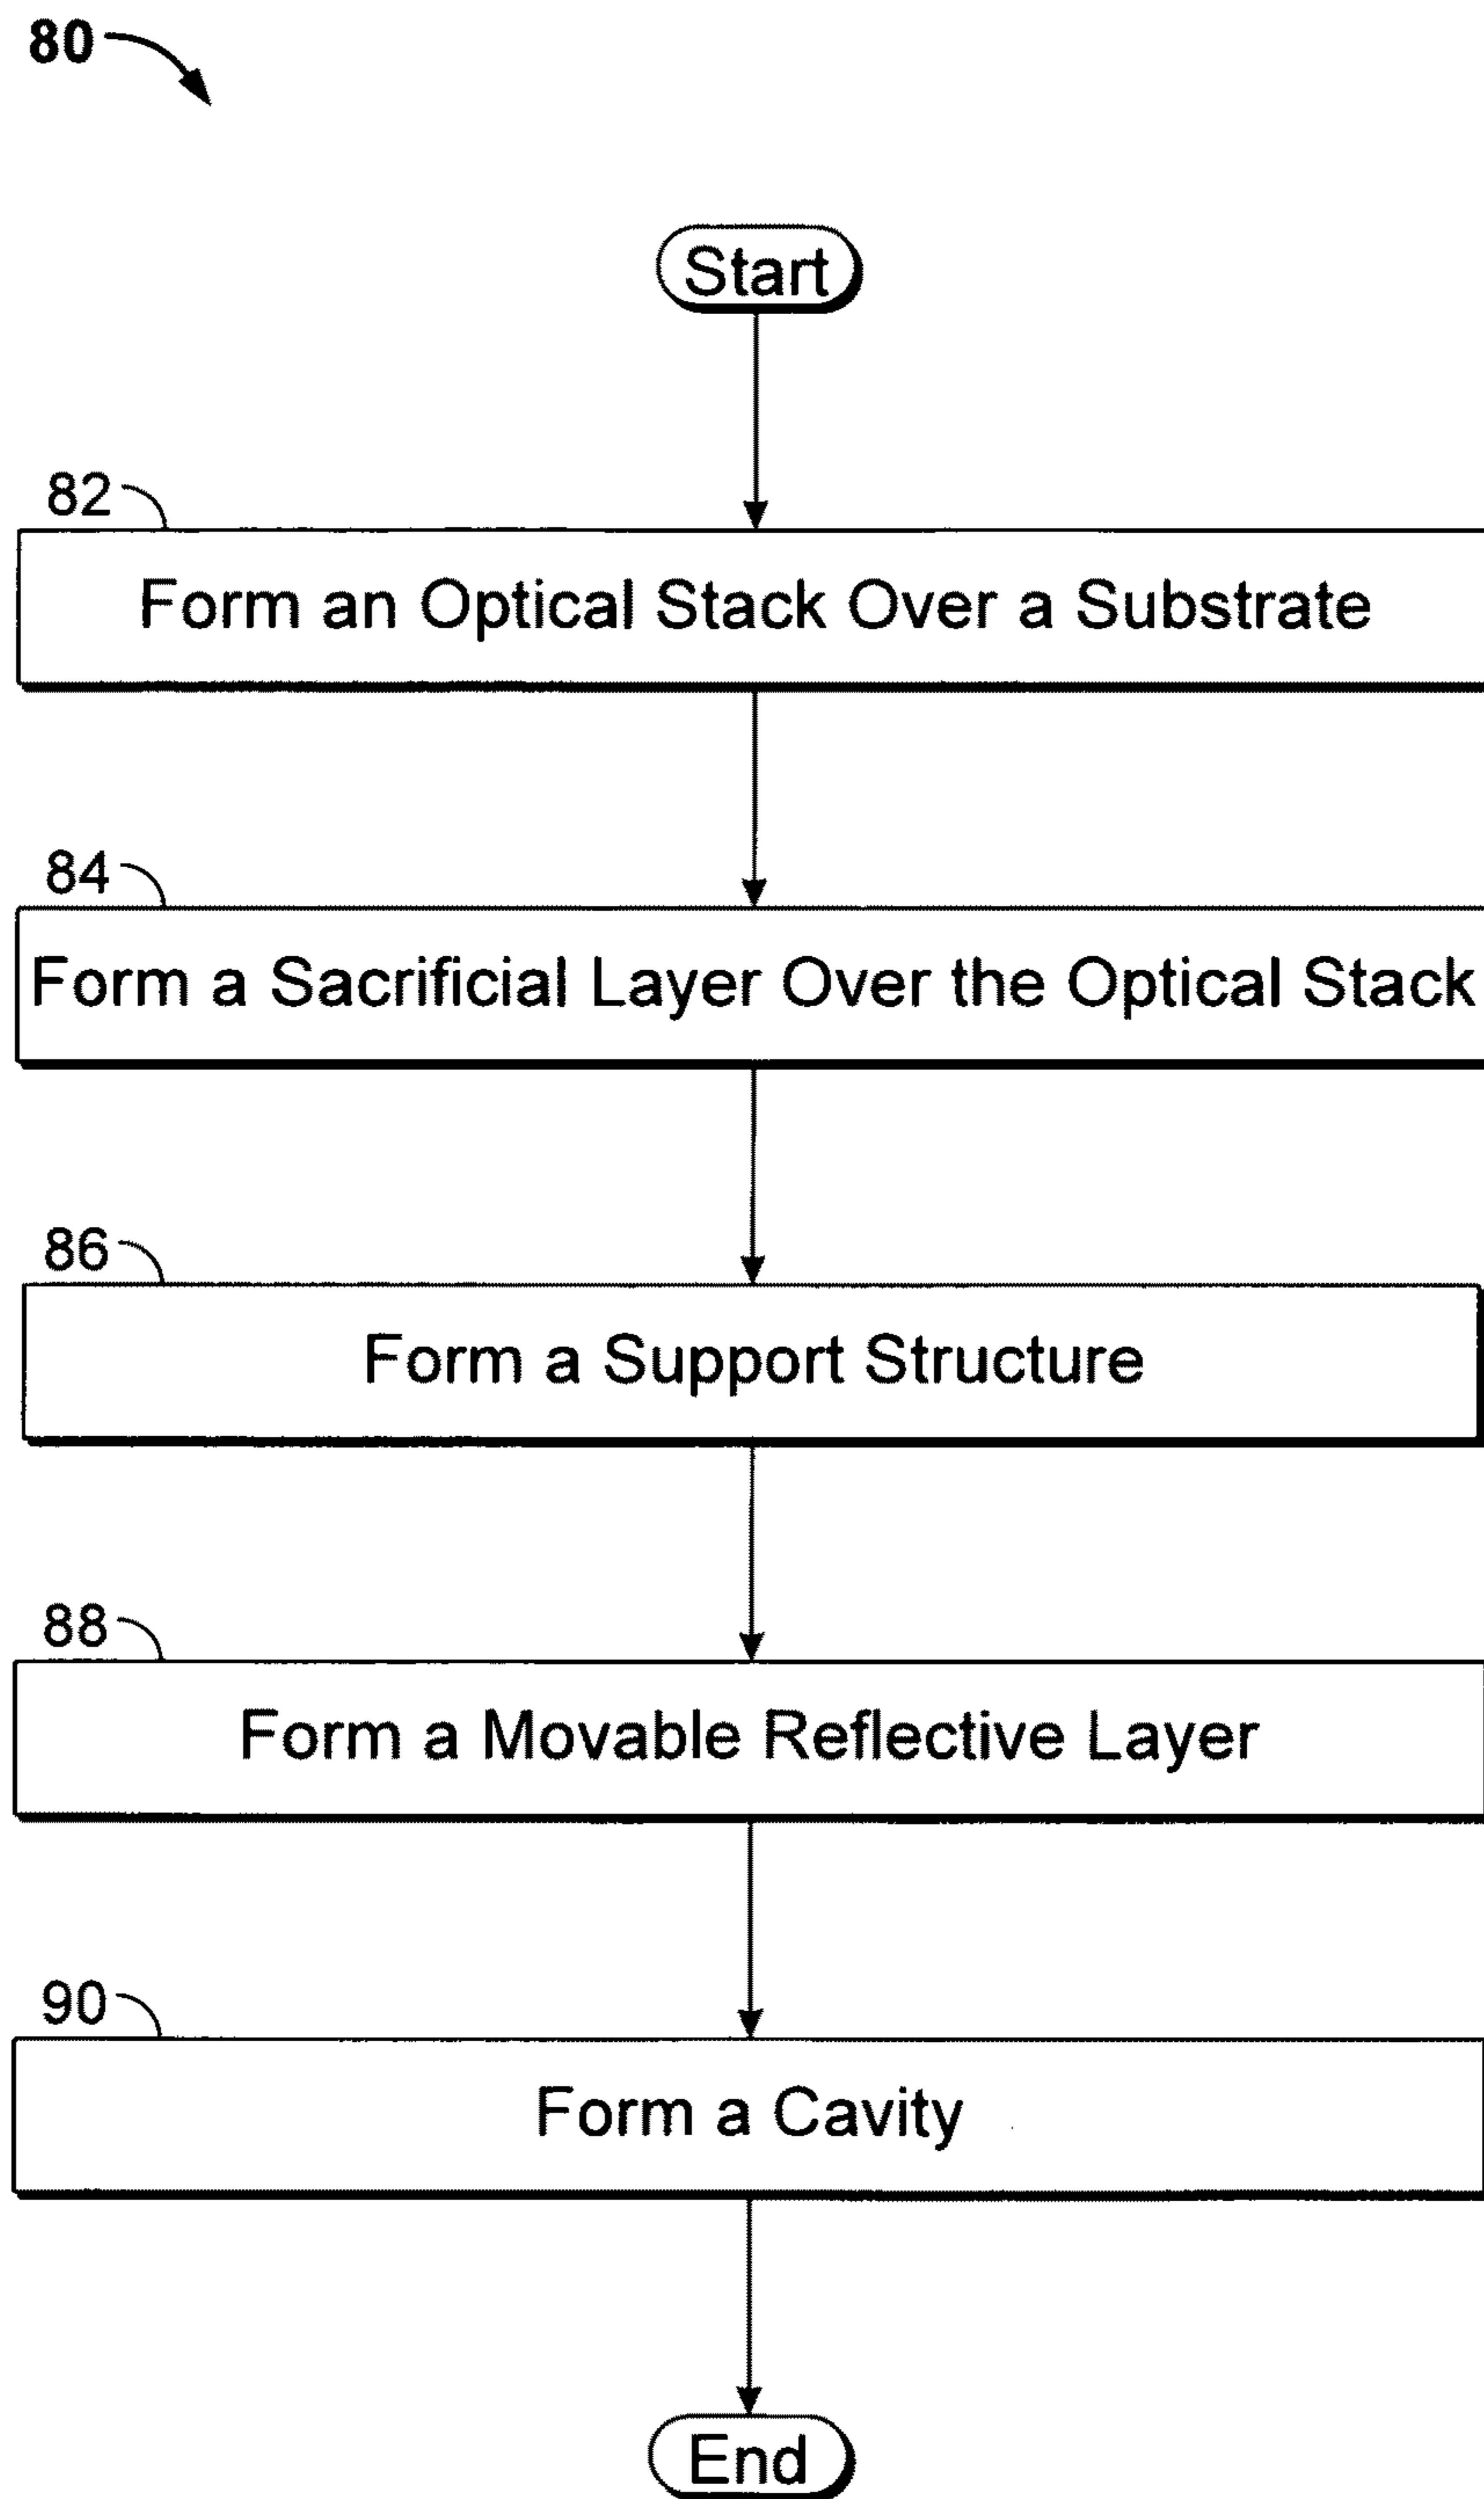 80
Start
82
Form an Optical Stack Over a Substrate
84
Form a Sacrificial Layer Over the Optical Stack
86
Form a Support Structure
88
Form a Movable Reflective Layer
90
Form a Cavity
End